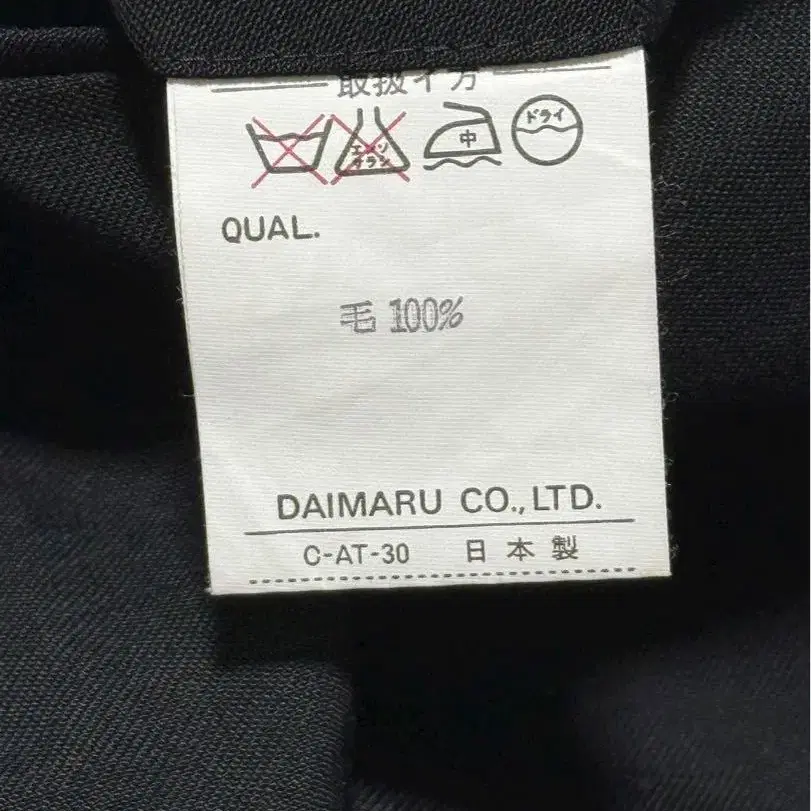 取扱イ方
エンソ サラシ 中 ドライ
QUAL.
毛 100%
DAIMARU CO., LTD.
C-AT-30 日本製